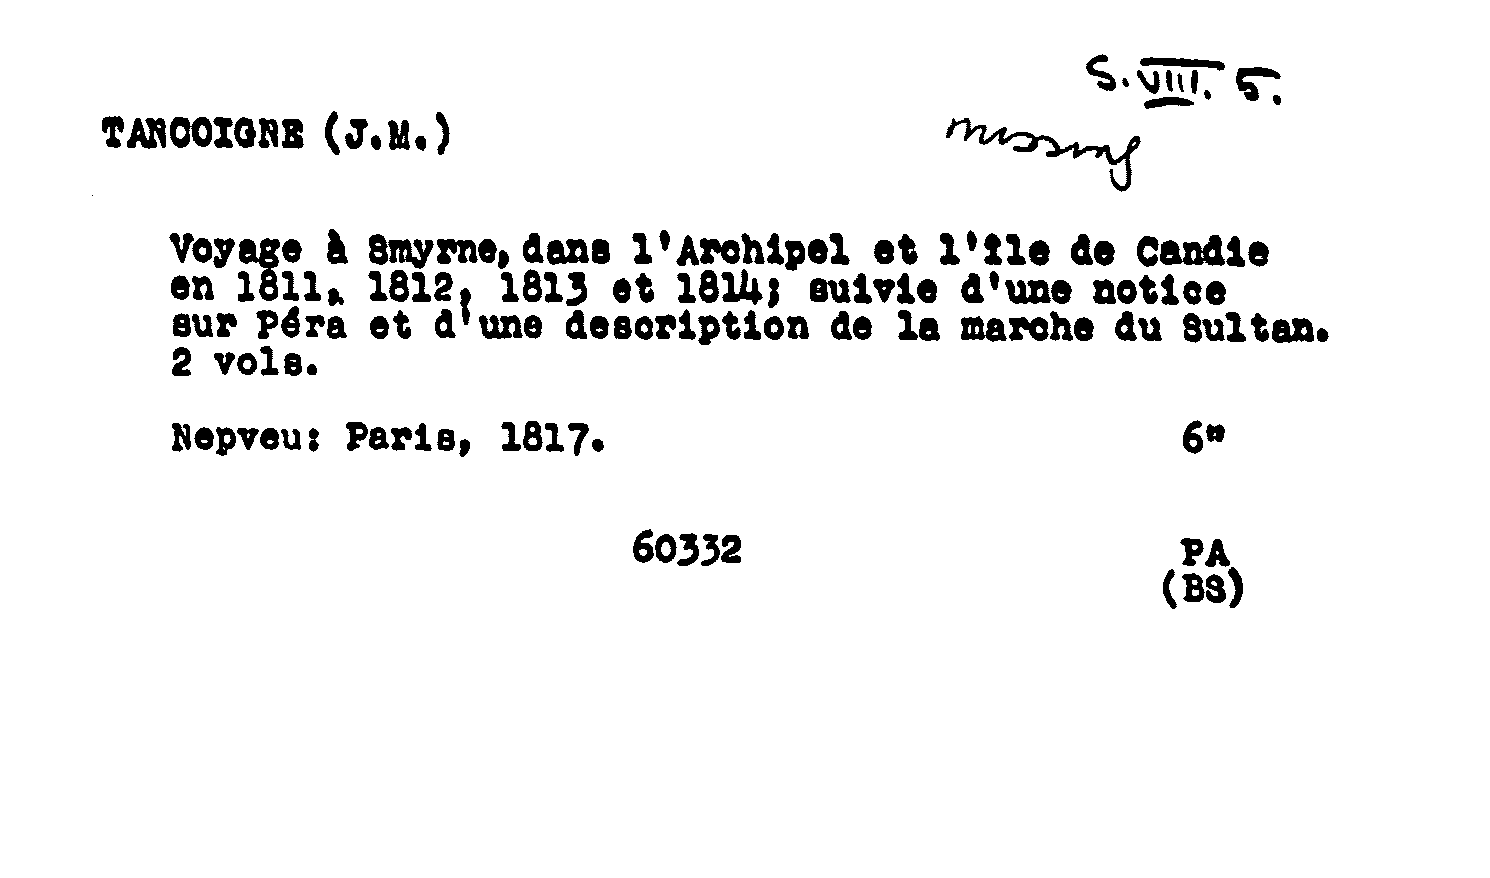 S. VIII. 5.
missing
TANCOIGNE (J.M.)
Voyage à Smyrne, dans l'Archipel et l'île de Candie
en 1811, 1812, 1813 et 1814; suivie d'une notice
sur Péra et d'une description de la marche du Sultan.
2 vols.
Nepveu: Paris, 1817. 6"
60332 PA
(BS)